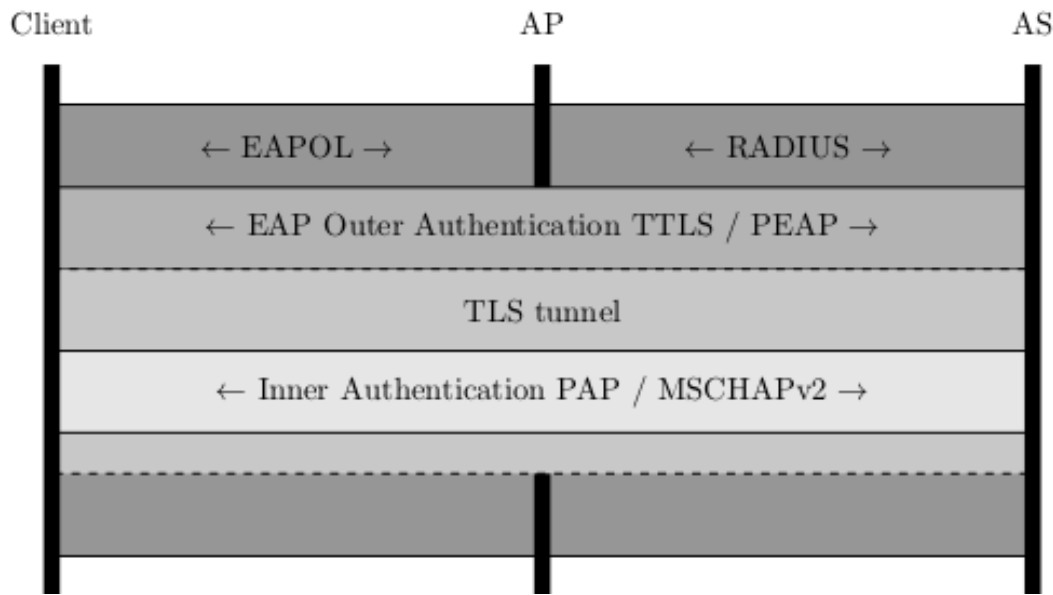 Client AP AS
← EAPOL → ← RADIUS →
← EAP Outer Authentication TTLS / PEAP →
TLS tunnel
← Inner Authentication PAP / MSCHAPv2 →